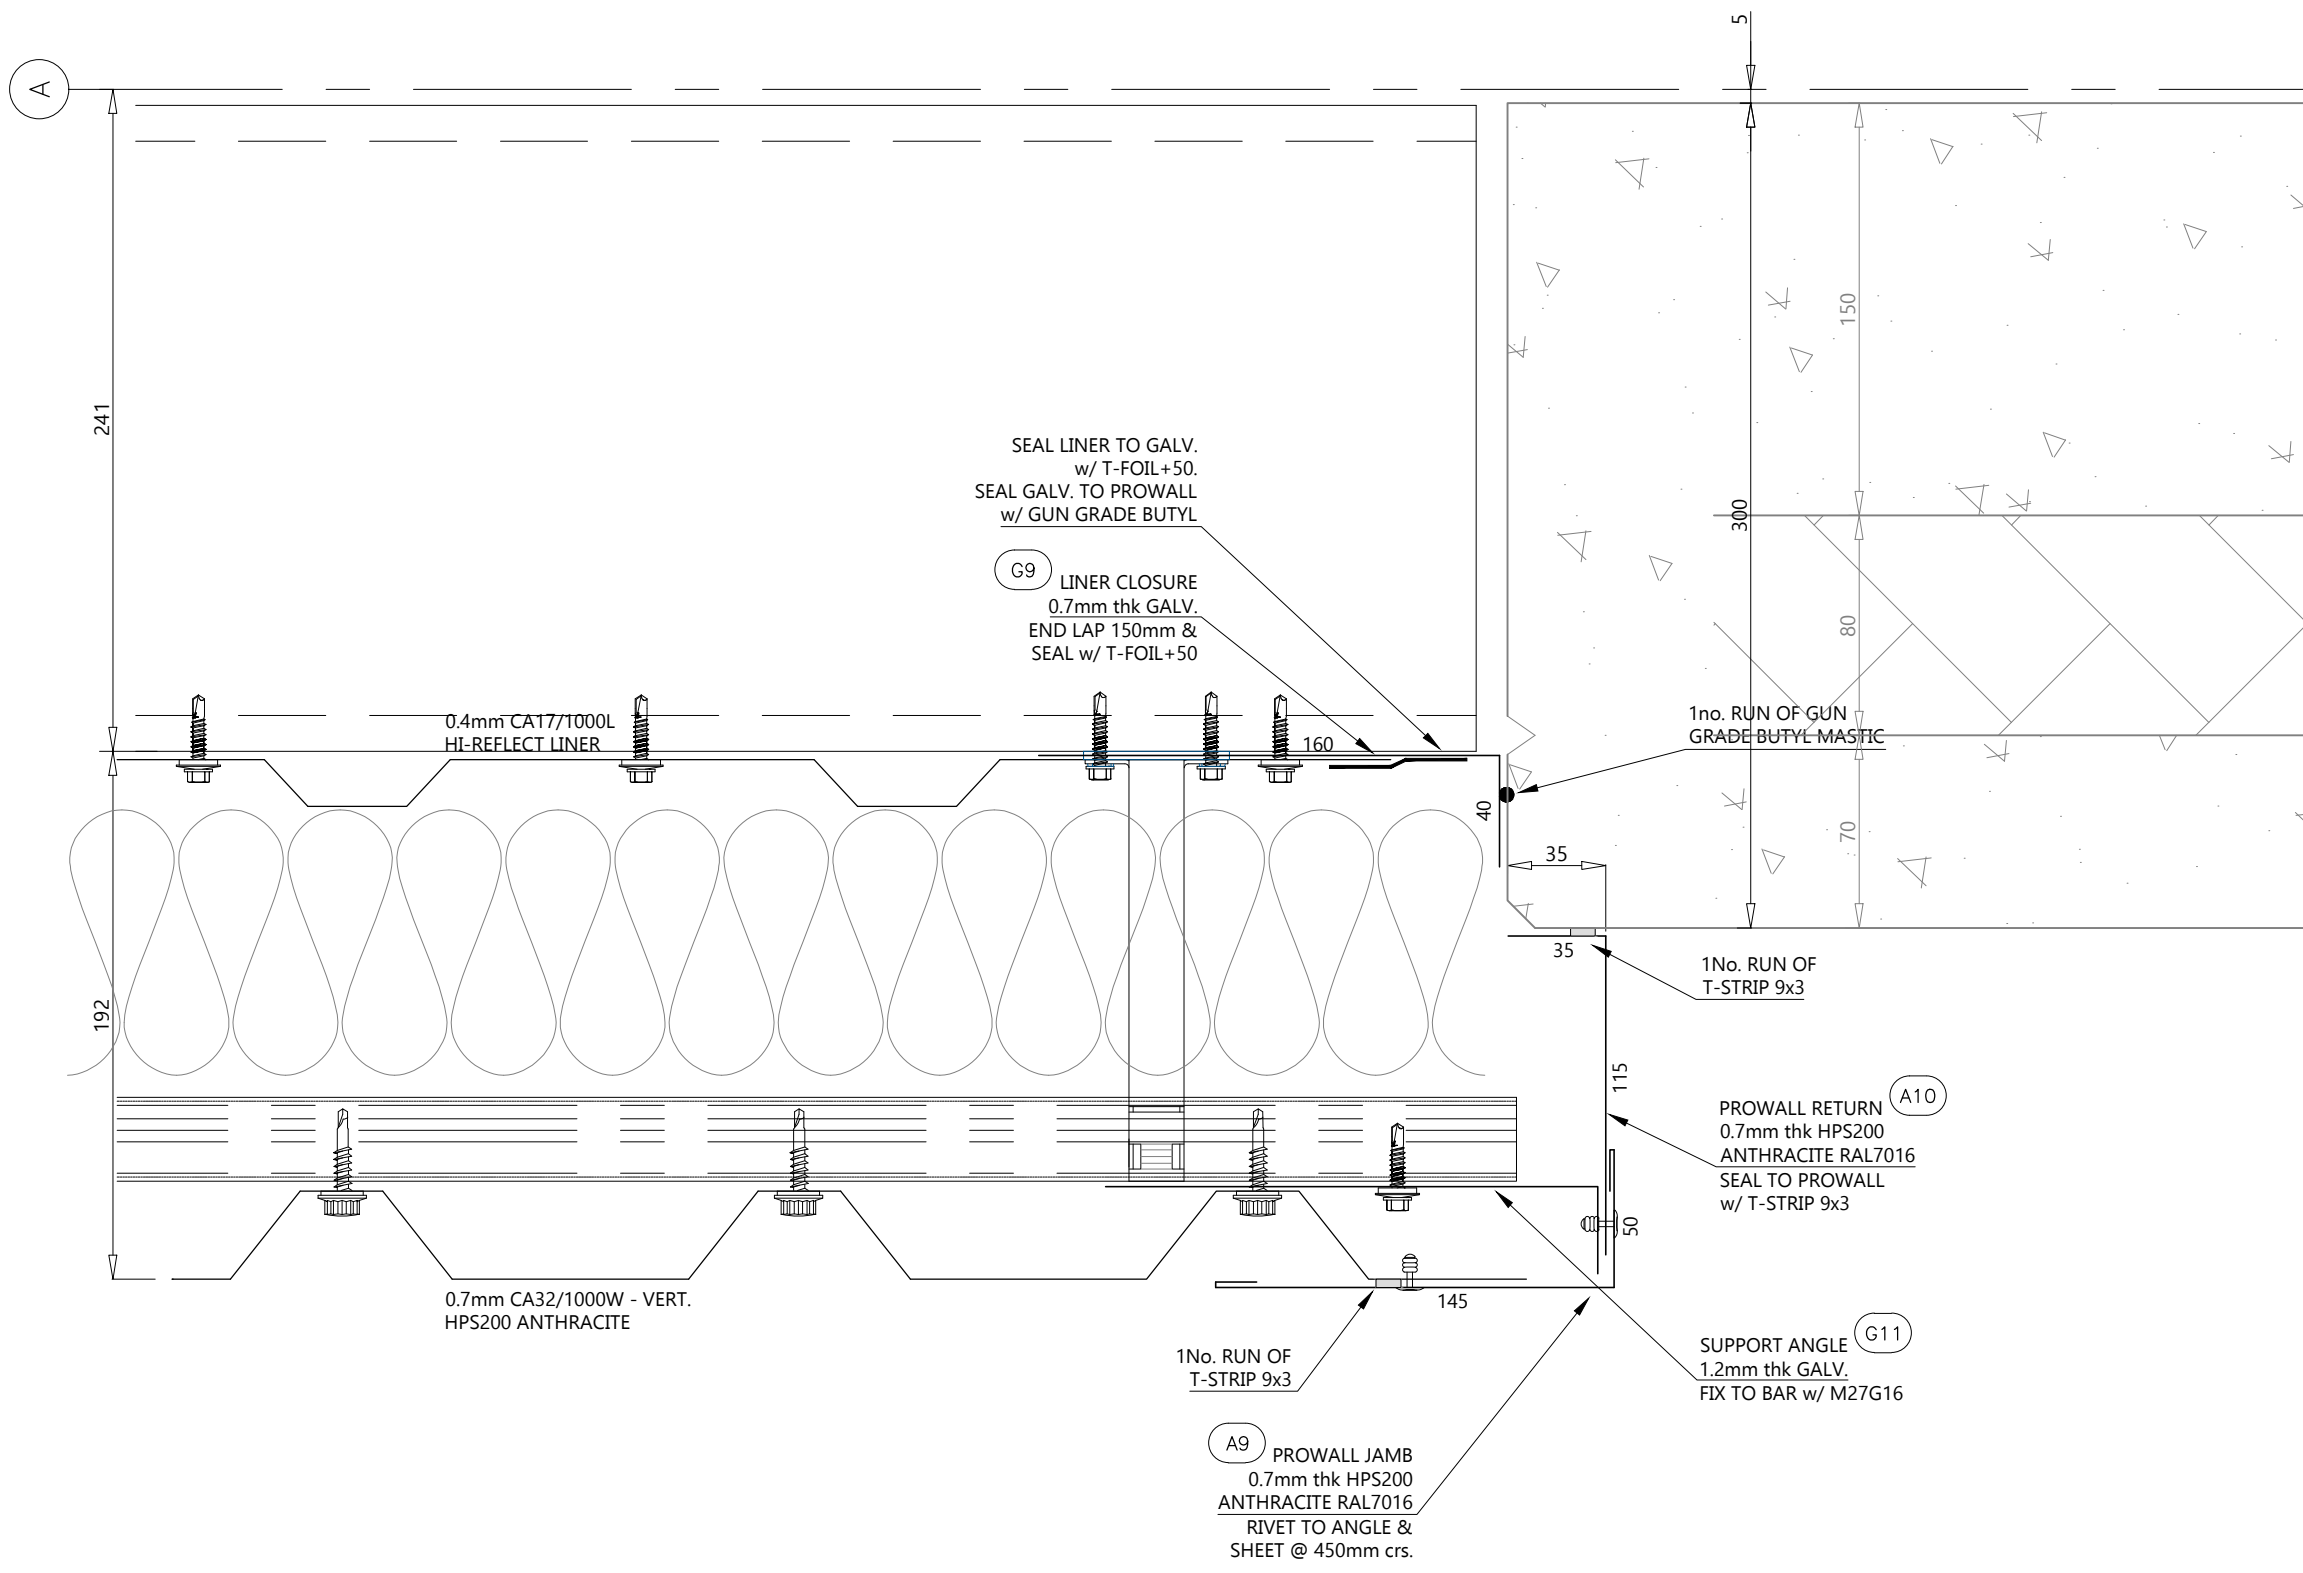 5
A
241
150
300
SEAL LINER TO GALV.
w/ T-FOIL+50.
SEAL GALV. TO PROWALL
w/ GUN GRADE BUTYL
G9
LINER CLOSURE
0.7mm thk GALV.
END LAP 150mm &
SEAL w/ T-FOIL+50
80
0.4mm CA17/1000L
HI-REFLECT LINER
160
1no. RUN OF GUN
GRADE BUTYL MASTIC
40
70
35
35
1No. RUN OF
T-STRIP 9x3
192
115
A10
PROWALL RETURN
0.7mm thk HPS200
ANTHRACITE RAL7016
SEAL TO PROWALL
w/ T-STRIP 9x3
50
0.7mm CA32/1000W - VERT.
HPS200 ANTHRACITE
145
1No. RUN OF
T-STRIP 9x3
G11
SUPPORT ANGLE
1.2mm thk GALV.
FIX TO BAR w/ M27G16
A9
PROWALL JAMB
0.7mm thk HPS200
ANTHRACITE RAL7016
RIVET TO ANGLE &
SHEET @ 450mm crs.